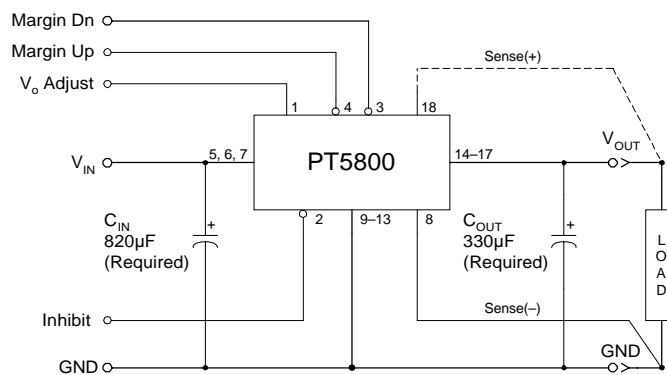 Margin Dn
Margin Up
Vo Adjust
Sense(+)
1
4
3
18
VIN
5, 6, 7
PT5800
14–17
VOUT
2
9–13
8
CIN
820µF
(Required)
+
COUT
330µF
(Required)
+
LOAD
Inhibit
Sense(–)
GND
GND